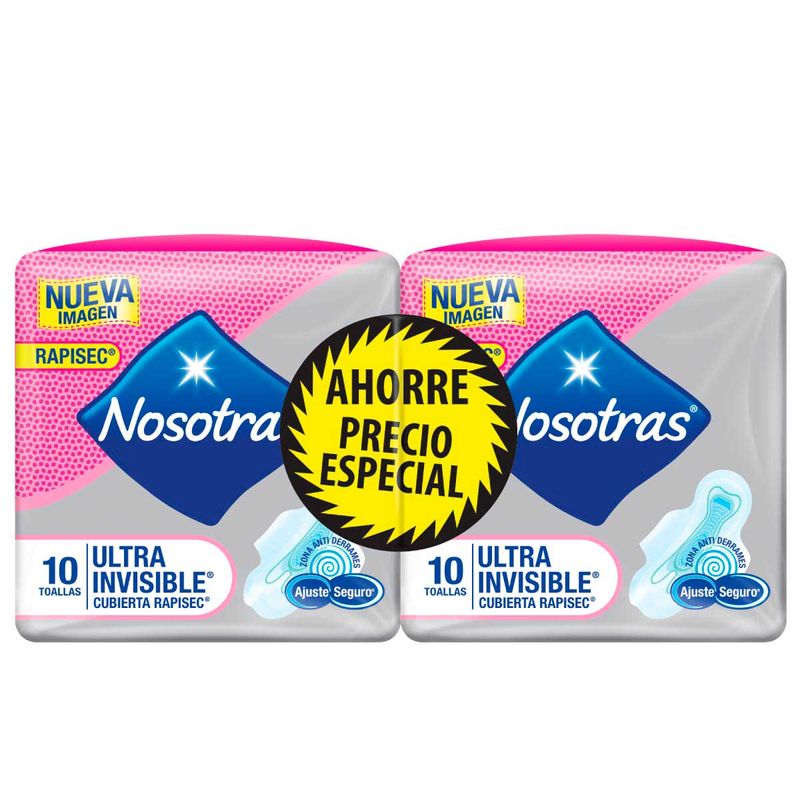 NUEVA
IMAGEN
RAPISEC®
Nosotra
10
TOALLAS
ULTRA
INVISIBLE®
CUBIERTA RAPISEC®
ZONA ANTI DERRAMES
Ajuste Seguro®
AHORRE
PRECIO
ESPECIAL
NUEVA
IMAGEN
Nosotras®
10
TOALLAS
ULTRA
INVISIBLE®
CUBIERTA RAPISEC®
ZONA ANTI DERRAMES
Ajuste Seguro®